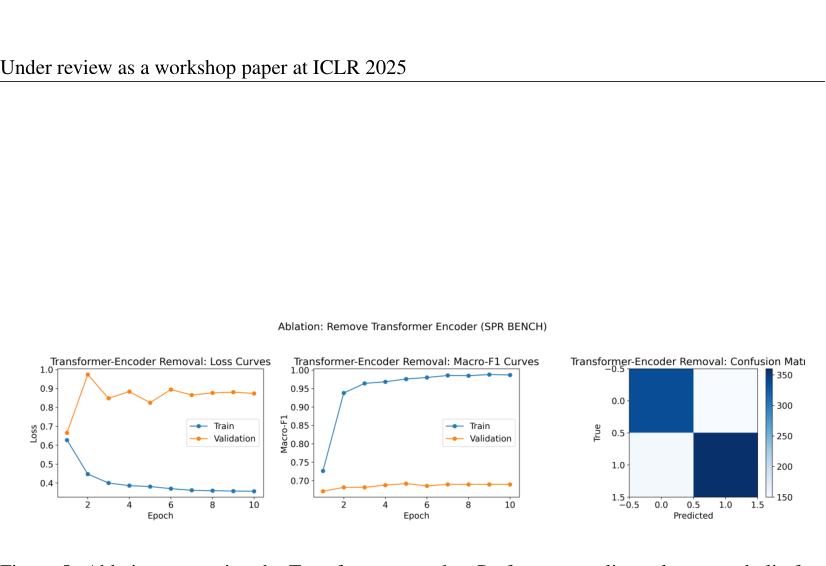 Under review as a workshop paper at ICLR 2025
Ablation: Remove Transformer Encoder (SPR BENCH)
Transformer-Encoder Removal: Loss Curves
1.0
0.9
0.8
0.7
0.6
0.5
0.4
Loss
Train
Validation
2
4
6
8
10
Epoch
Transformer-Encoder Removal: Macro-F1 Curves
1.00
0.95
0.90
0.85
0.80
0.75
0.70
Macro-F1
Train
Validation
2
4
6
8
10
Epoch
Transformer-Encoder Removal: Confusion Matr
−0.5
0.0
0.5
1.0
1.5
True
−0.5
0.0
0.5
1.0
1.5
Predicted
350
300
250
200
150